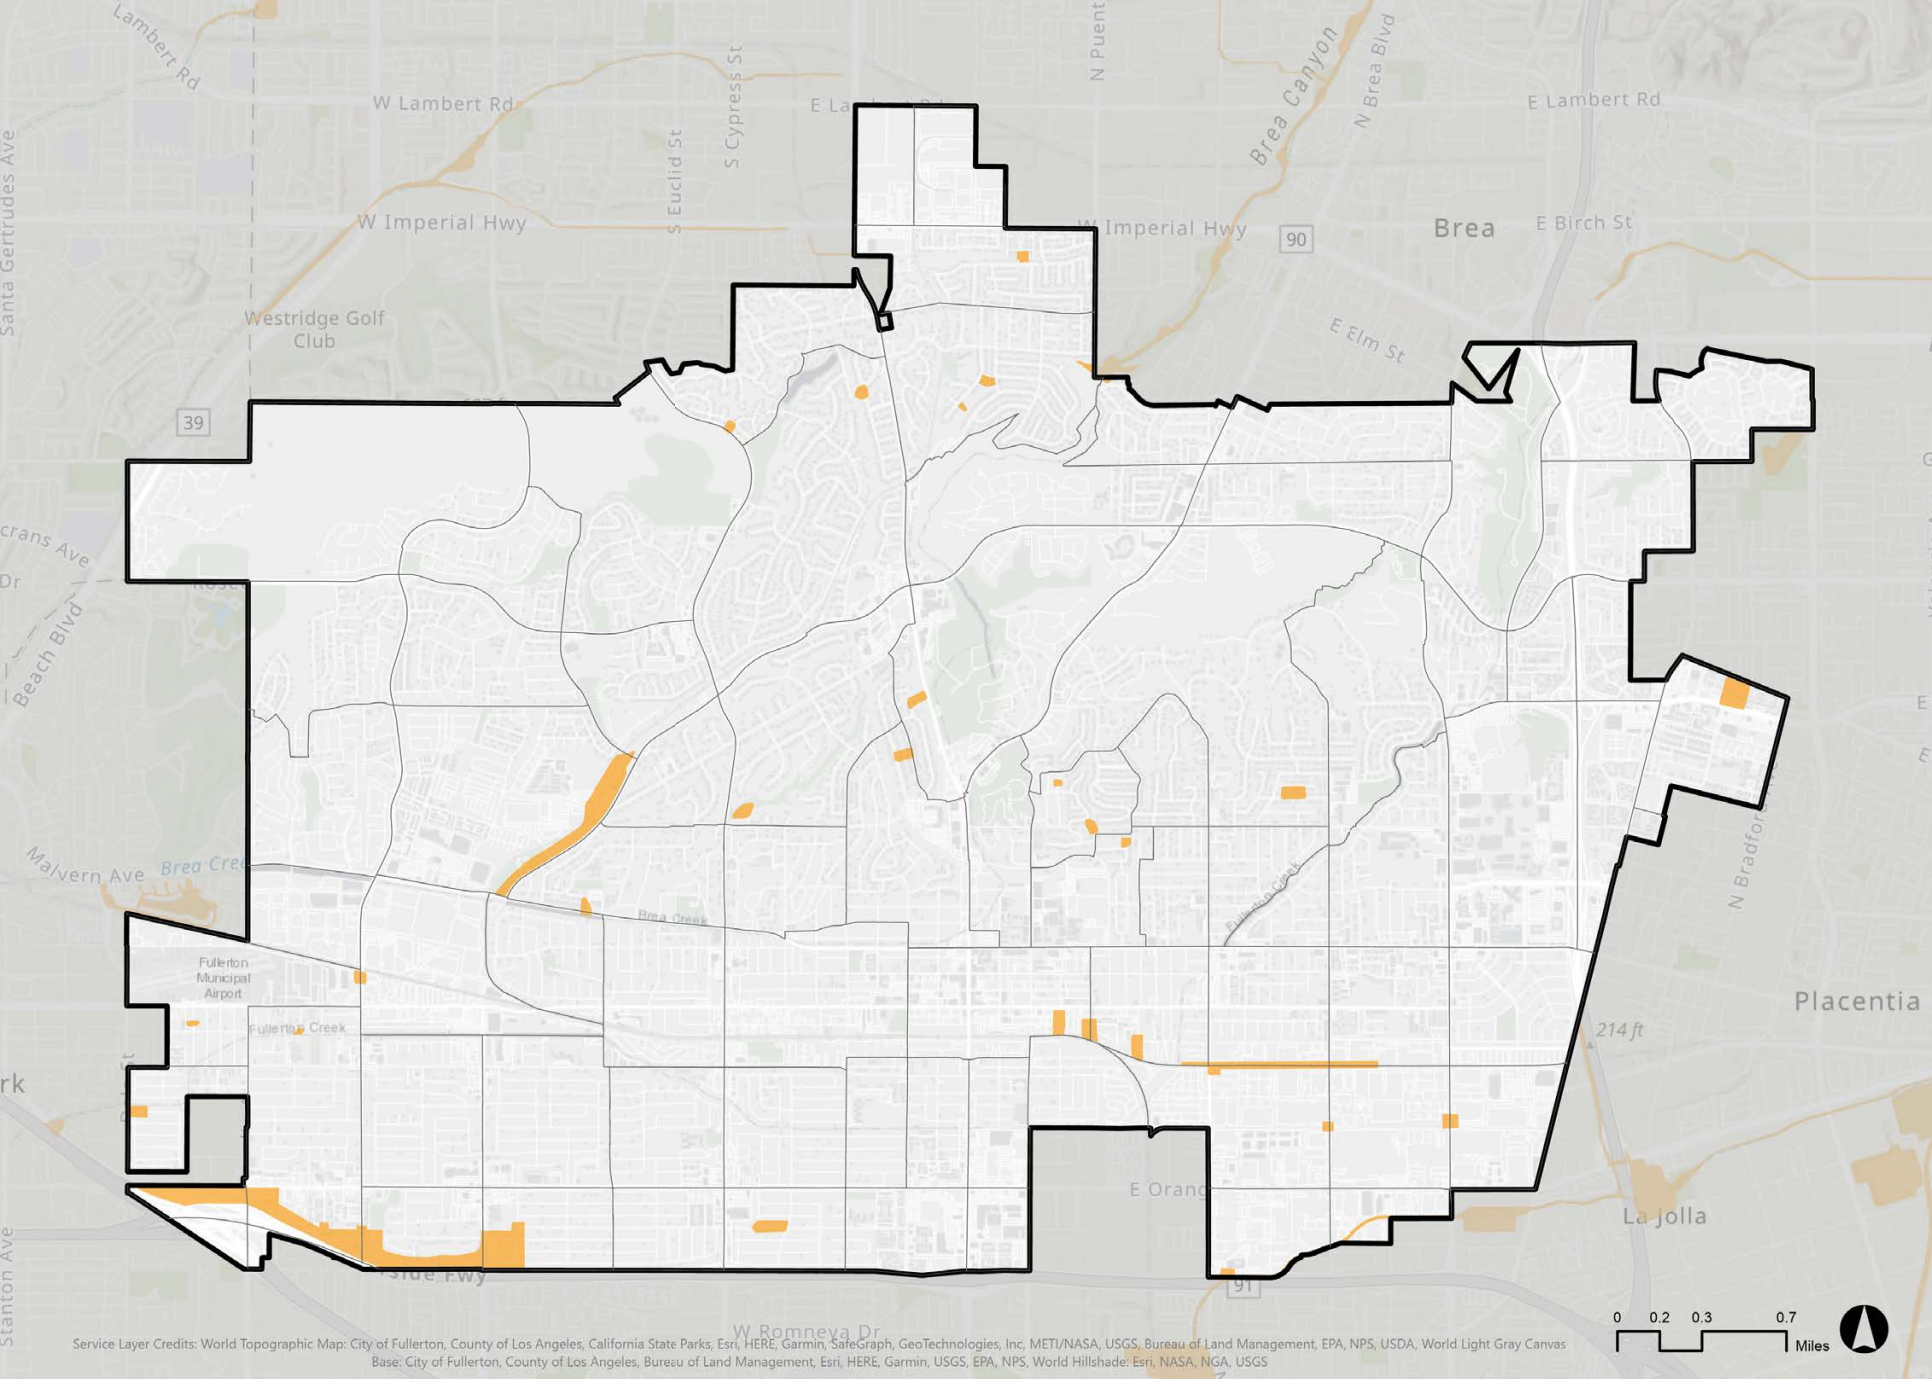 Lambert Rd
W Lambert Rd
S Cypress St
E La
N Puent
Brea Canyon
N Brea Blvd
E Lambert Rd
Santa Gertrudes Ave
S Euclid St
W Imperial Hwy
W Imperial Hwy
90
Brea
E Birch St
Westridge Golf
Club
E Elm St
39
crans Ave
Dr
Beach Blvd
Malvern Ave
Brea Cree
Brea Creek
Fullerton Creek
N Bradford
Fullerton
Municipal
Airport
Fullerton Creek
Placentia
214 ft
rk
E Orang
La Jolla
Stanton Ave
side Fwy
91
W Romneya Dr
0 0.2 0.3 0.7
Miles
Service Layer Credits: World Topographic Map: City of Fullerton, County of Los Angeles, California State Parks, Esri, HERE, Garmin, SafeGraph, GeoTechnologies, Inc, METI/NASA, USGS, Bureau of Land Management, EPA, NPS, USDA, World Light Gray Canvas
Base: City of Fullerton, County of Los Angeles, Bureau of Land Management, Esri, HERE, Garmin, USGS, EPA, NPS, World Hillshade: Esri, NASA, NGA, USGS